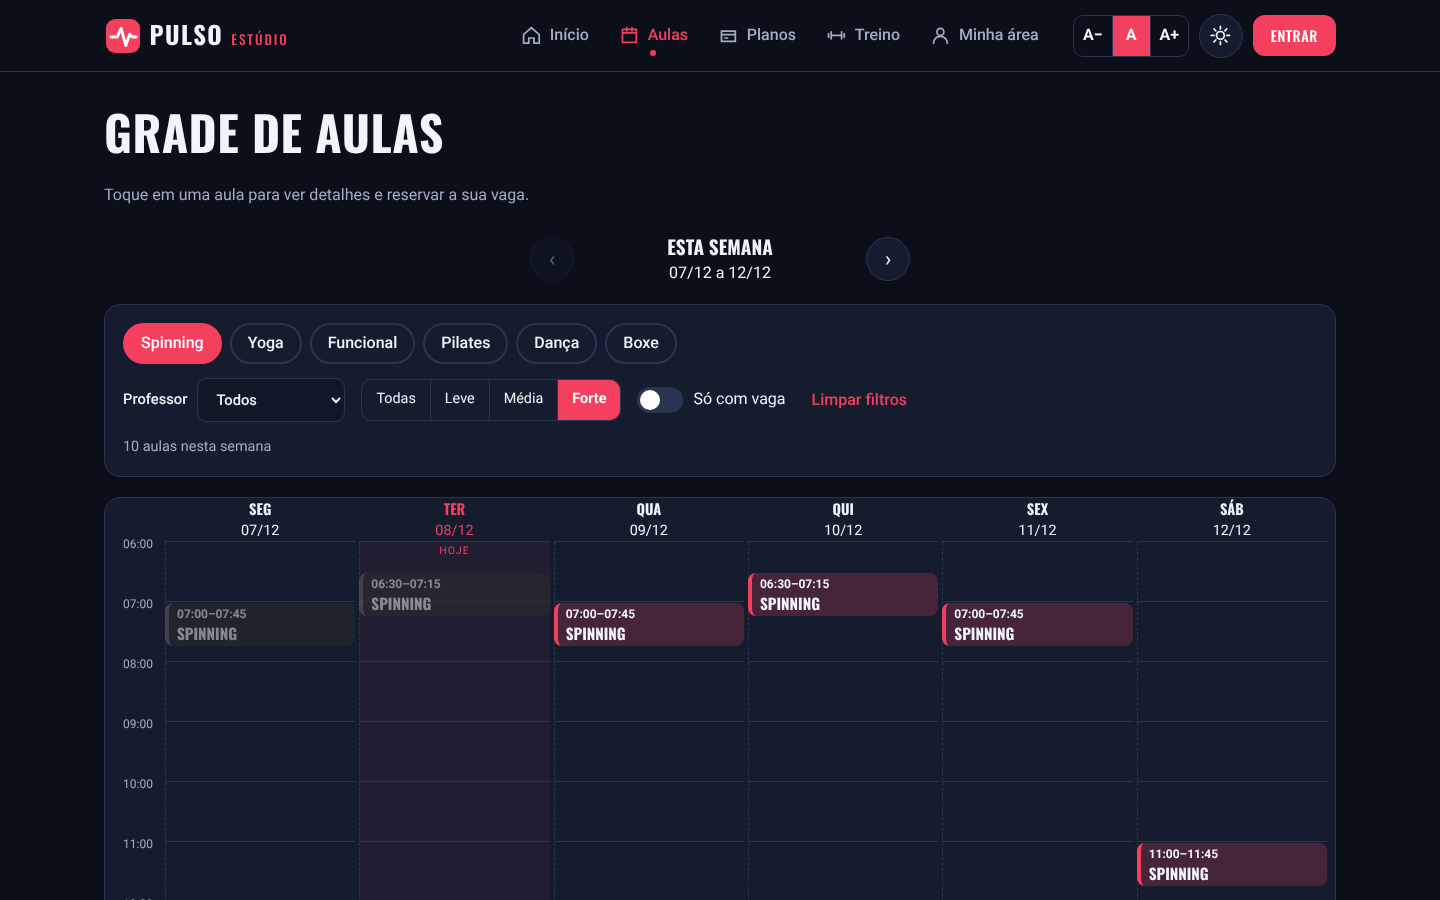 PULSO ESTÚDIO
Início
Aulas
Planos
Treino
Minha área
A−
A
A+
ENTRAR
GRADE DE AULAS
Toque em uma aula para ver detalhes e reservar a sua vaga.
‹
ESTA SEMANA
07/12 a 12/12
›
Spinning
Yoga
Funcional
Pilates
Dança
Boxe
Professor
Todos
Todas
Leve
Média
Forte
Só com vaga
Limpar filtros
10 aulas nesta semana
SEG
07/12
TER
08/12
HOJE
QUA
09/12
QUI
10/12
SEX
11/12
SÁB
12/12
06:00
06:30–07:15
SPINNING
06:30–07:15
SPINNING
07:00
07:00–07:45
SPINNING
07:00–07:45
SPINNING
07:00–07:45
SPINNING
08:00
09:00
10:00
11:00
11:00–11:45
SPINNING